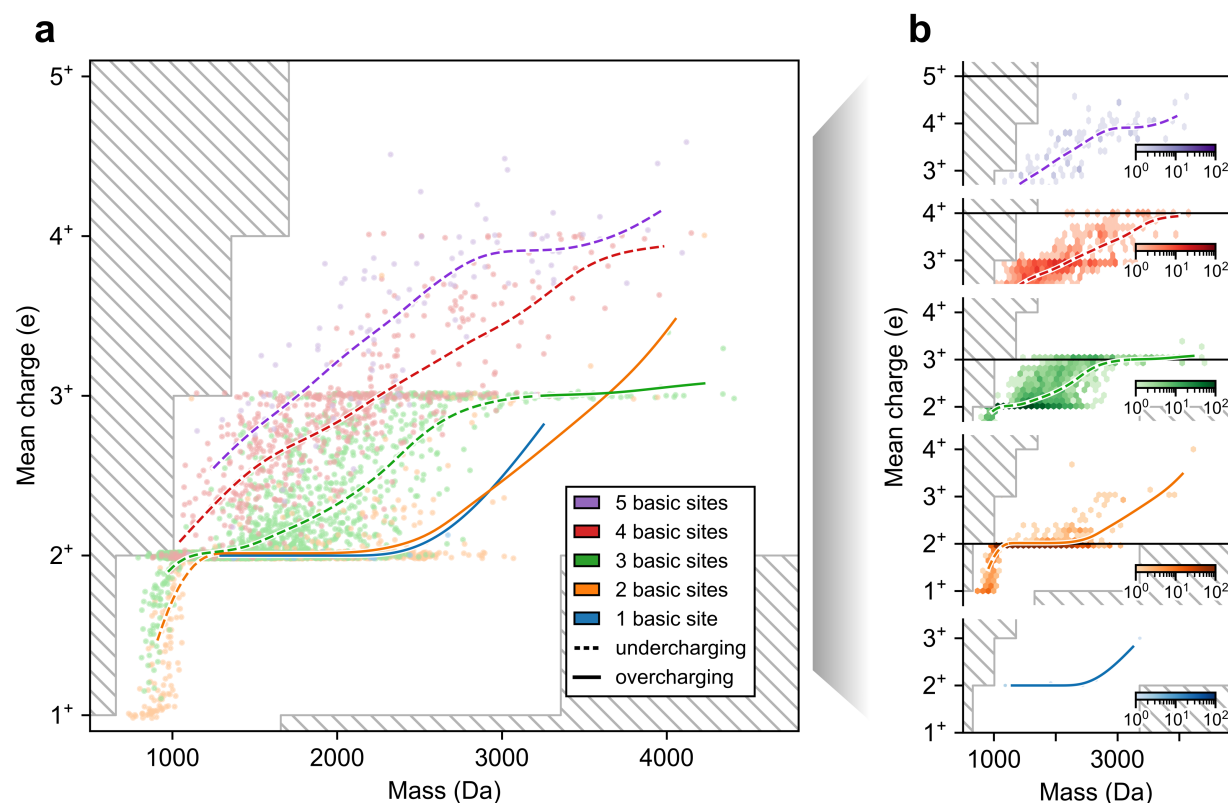 a
5⁺
4⁺
3⁺
2⁺
1⁺
Mean charge (e)
1000
2000
3000
4000
Mass (Da)
5 basic sites
4 basic sites
3 basic sites
2 basic sites
1 basic site
undercharging
overcharging
b
5⁺
4⁺
3⁺
10⁰ 10¹ 10²
4⁺
3⁺
10⁰ 10¹ 10²
4⁺
3⁺
2⁺
10⁰ 10¹ 10²
4⁺
3⁺
2⁺
1⁺
10⁰ 10¹ 10²
3⁺
2⁺
1⁺
10⁰ 10¹ 10²
Mean charge (e)
1000
3000
Mass (Da)